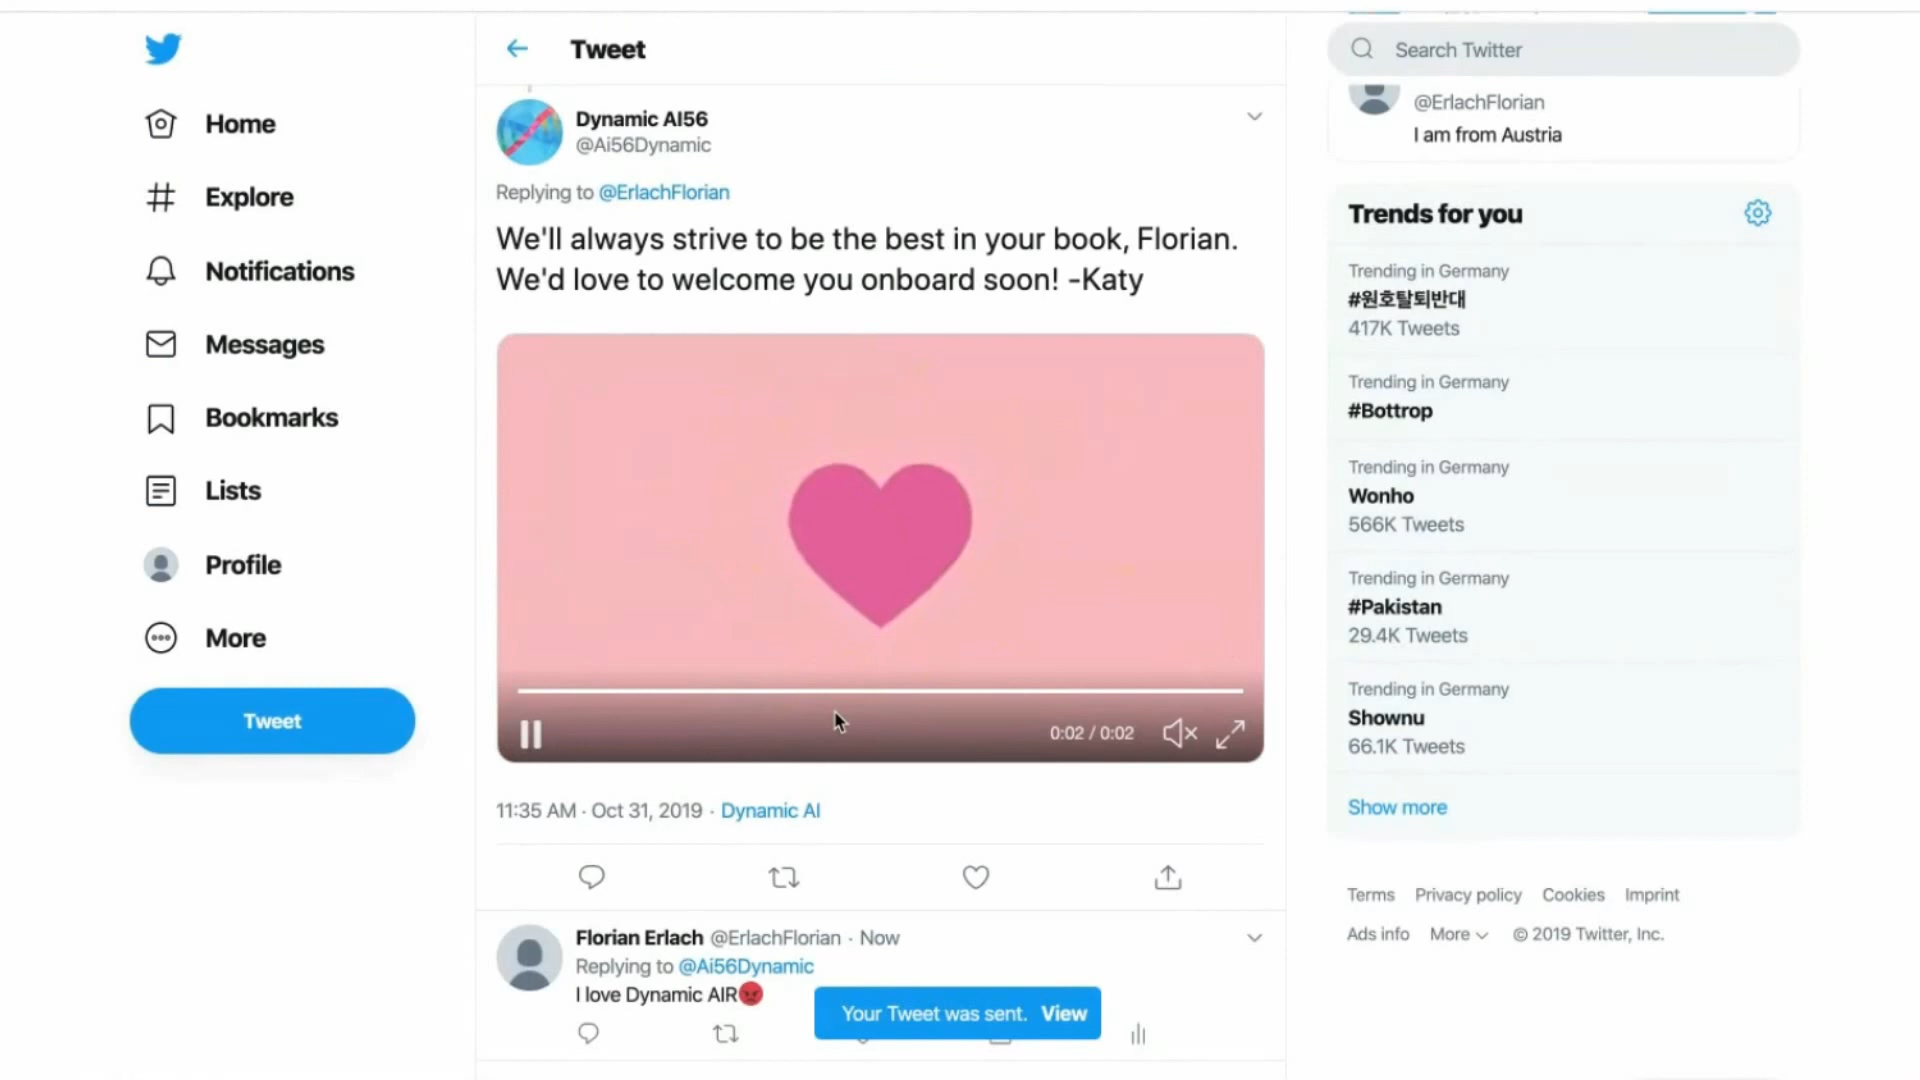 Home
Explore
Notifications
Messages
Bookmarks
Lists
Profile
More
Tweet
Tweet
Dynamic AI56
@Ai56Dynamic
Replying to @ErlachFlorian
We'll always strive to be the best in your book, Florian.
We'd love to welcome you onboard soon! -Katy
0:02 / 0:02
11:35 AM · Oct 31, 2019 · Dynamic AI
Florian Erlach @ErlachFlorian · Now
Replying to @Ai56Dynamic
I love Dynamic AIR😡
Your Tweet was sent. View
Search Twitter
@ErlachFlorian
I am from Austria
Trends for you
Trending in Germany
#원호탈퇴반대
417K Tweets
Trending in Germany
#Bottrop
Trending in Germany
Wonho
566K Tweets
Trending in Germany
#Pakistan
29.4K Tweets
Trending in Germany
Shownu
66.1K Tweets
Show more
Terms Privacy policy Cookies Imprint
Ads info More © 2019 Twitter, Inc.